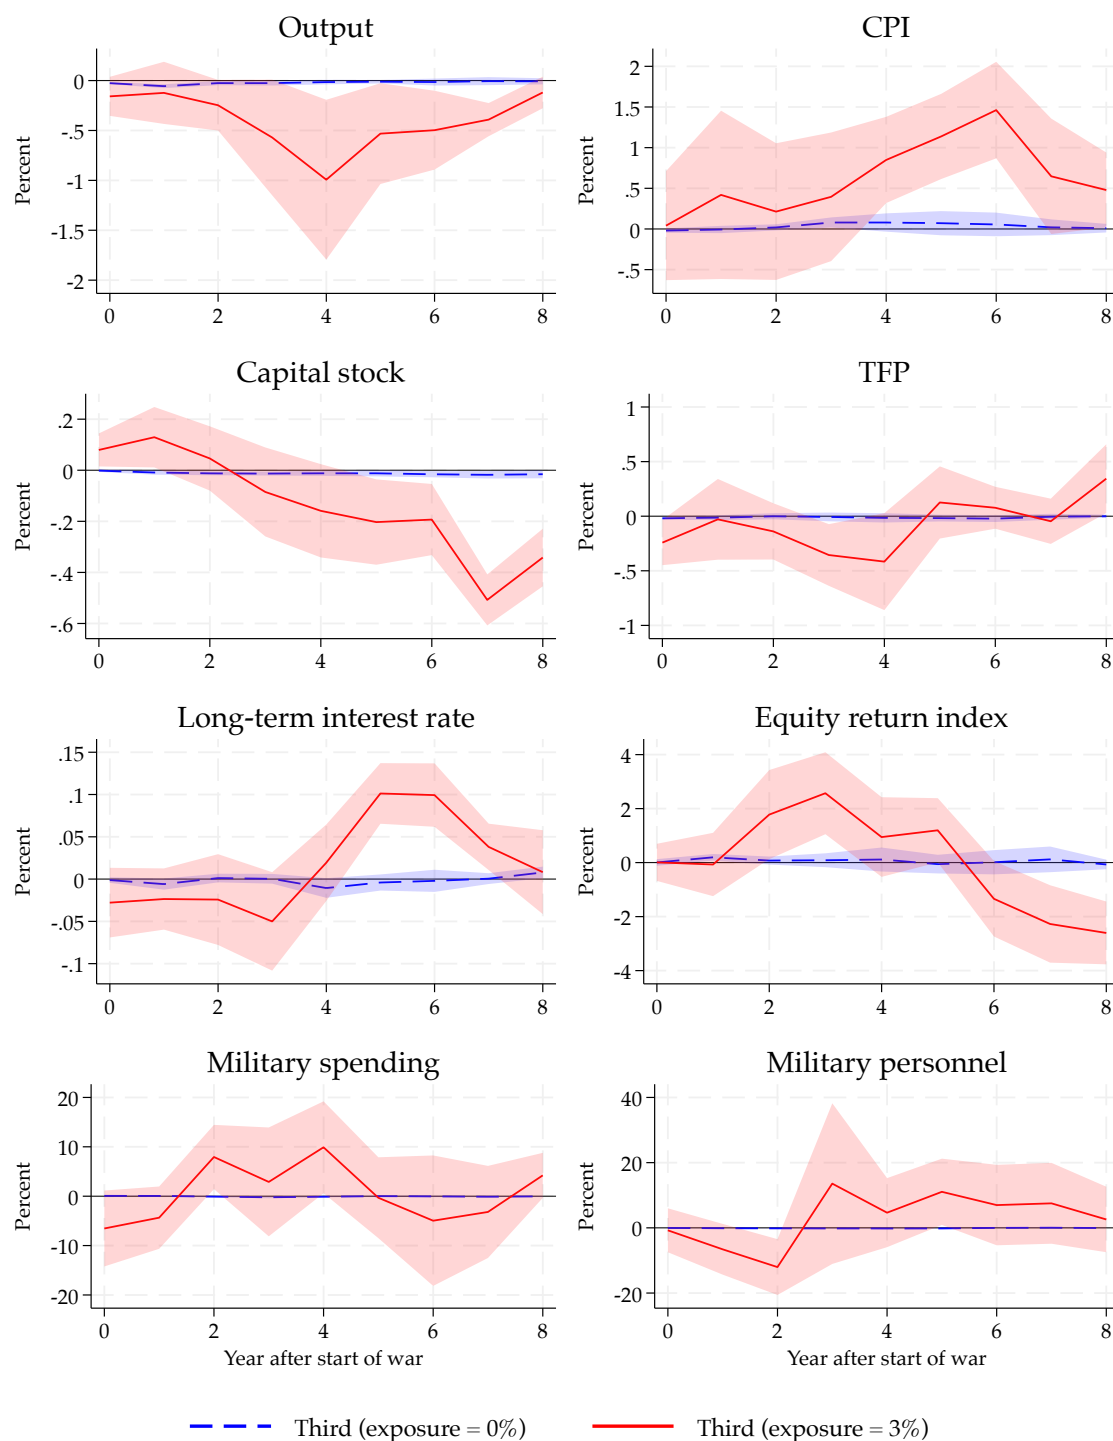 Output
Percent
0
-.5
-1
-1.5
-2
0 2 4 6 8
CPI
Percent
2
1.5
1
.5
0
-.5
0 2 4 6 8
Capital stock
Percent
.2
0
-.2
-.4
-.6
0 2 4 6 8
TFP
Percent
1
.5
0
-.5
-1
0 2 4 6 8
Long-term interest rate
Percent
.15
.1
.05
0
-.05
-.1
0 2 4 6 8
Equity return index
Percent
4
2
0
-2
-4
0 2 4 6 8
Military spending
Percent
20
10
0
-10
-20
0 2 4 6 8
Year after start of war
Military personnel
Percent
40
20
0
-20
0 2 4 6 8
Year after start of war
Third (exposure = 0%) Third (exposure = 3%)